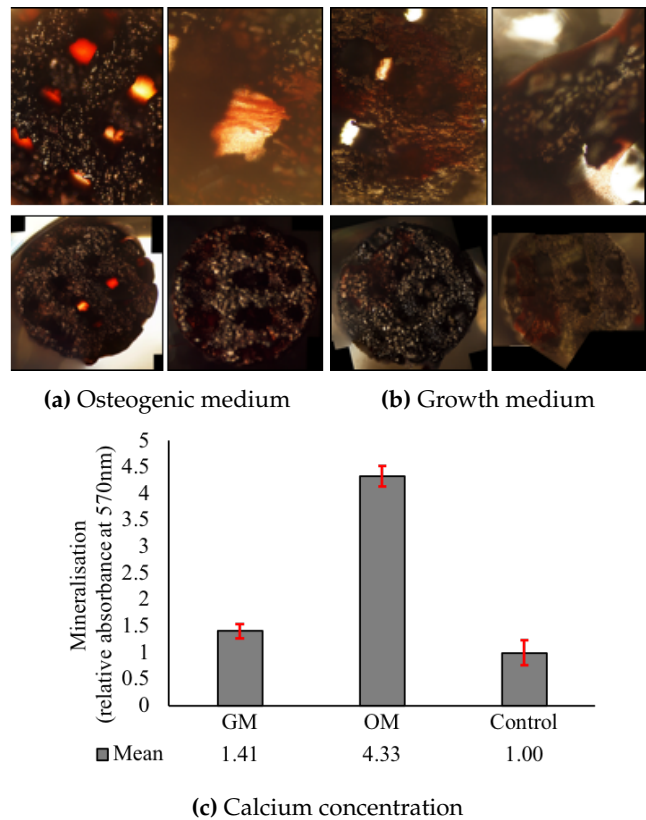 (a) Osteogenic medium
(b) Growth medium
Mineralisation
(relative absorbance at 570nm)
5
4.5
4
3.5
3
2.5
2
1.5
1
0.5
0
GM OM Control
Mean 1.41 4.33 1.00
(c) Calcium concentration